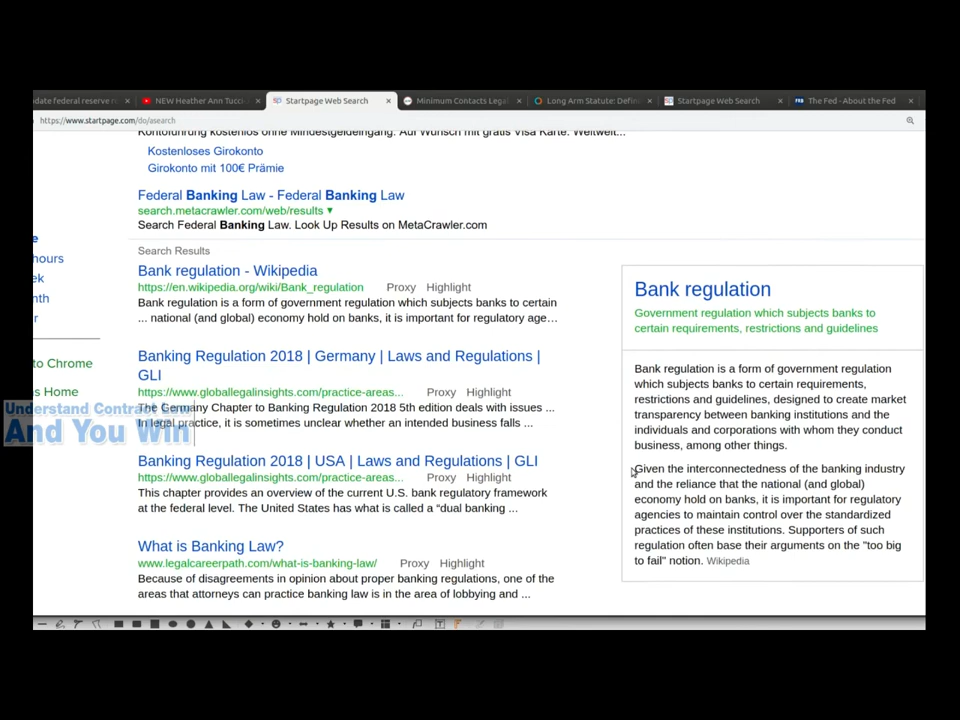 date federal reserve
NEW Heather Ann Tucci-
Startpage Web Search
Minimum Contacts Lega
Long Arm Statute: Defini
Startpage Web Search
FRB The Fed - About the Fed
https://www.startpage.com/do/asearch
Kontoführung kostenlos ohne Mindestgeldeingang. Auf Wunsch mit gratis Visa Karte. Weltweit...
Kostenloses Girokonto
Girokonto mit 100€ Prämie
Federal Banking Law - Federal Banking Law
search.metacrawler.com/web/results ▼
Search Federal Banking Law. Look Up Results on MetaCrawler.com
e
hours
ek
nth
r
to Chrome
s Home
Search Results
Bank regulation - Wikipedia
https://en.wikipedia.org/wiki/Bank_regulation Proxy Highlight
Bank regulation is a form of government regulation which subjects banks to certain
... national (and global) economy hold on banks, it is important for regulatory age...
Banking Regulation 2018 | Germany | Laws and Regulations |
GLI
https://www.globallegalinsights.com/practice-areas... Proxy Highlight
The Germany Chapter to Banking Regulation 2018 5th edition deals with issues ...
In legal practice, it is sometimes unclear whether an intended business falls ...
Understand Contract Law
And You Win
Banking Regulation 2018 | USA | Laws and Regulations | GLI
https://www.globallegalinsights.com/practice-areas... Proxy Highlight
This chapter provides an overview of the current U.S. bank regulatory framework
at the federal level. The United States has what is called a “dual banking ...
What is Banking Law?
www.legalcareerpath.com/what-is-banking-law/ Proxy Highlight
Because of disagreements in opinion about proper banking regulations, one of the
areas that attorneys can practice banking law is in the area of lobbying and ...
Bank regulation
Government regulation which subjects banks to
certain requirements, restrictions and guidelines
Bank regulation is a form of government regulation
which subjects banks to certain requirements,
restrictions and guidelines, designed to create market
transparency between banking institutions and the
individuals and corporations with whom they conduct
business, among other things.
Given the interconnectedness of the banking industry
and the reliance that the national (and global)
economy hold on banks, it is important for regulatory
agencies to maintain control over the standardized
practices of these institutions. Supporters of such
regulation often base their arguments on the "too big
to fail" notion. Wikipedia